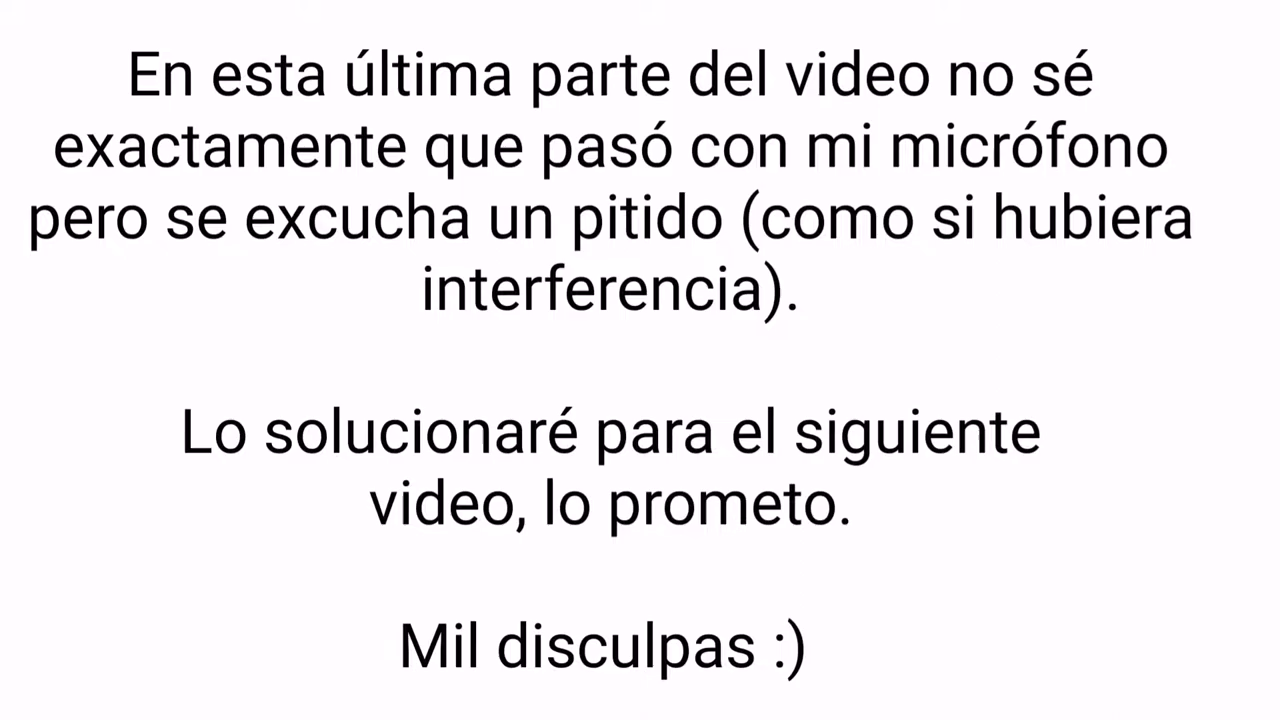 En esta última parte del video no sé
exactamente que pasó con mi micrófono
pero se excucha un pitido (como si hubiera
interferencia).
Lo solucionaré para el siguiente
video, lo prometo.
Mil disculpas :)